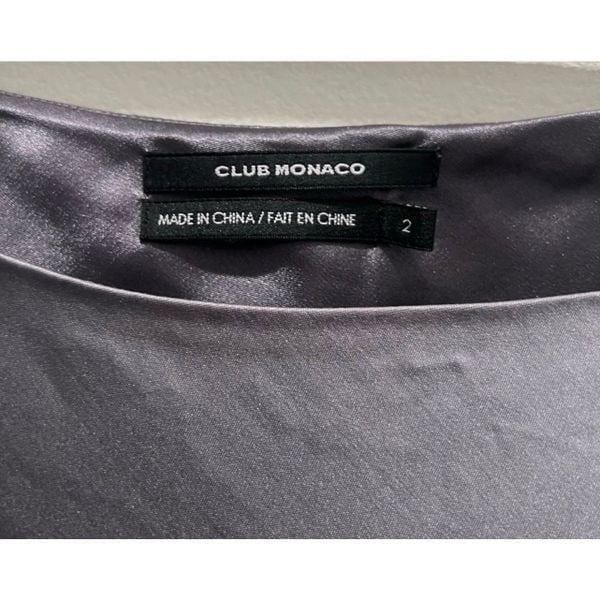 CLUB MONACO
MADE IN CHINA / FAIT EN CHINE 2